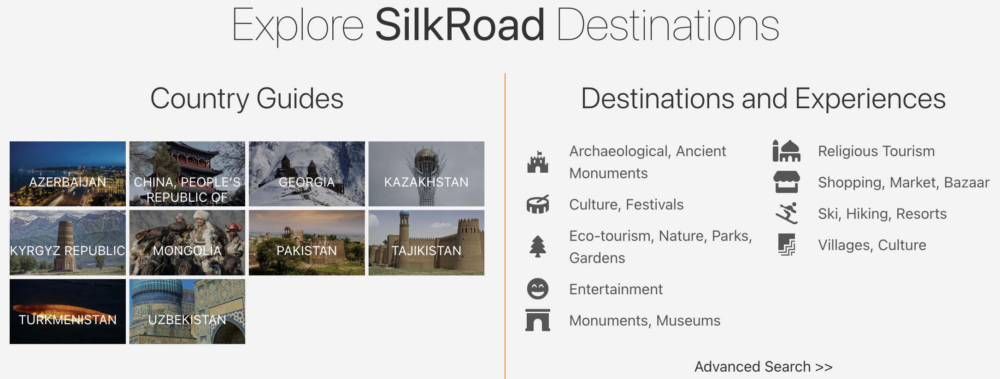 Explore SilkRoad Destinations
Country Guides
AZERBAIJAN
CHINA, PEOPLE'S
REPUBLIC OF
GEORGIA
KAZAKHSTAN
KYRGYZ REPUBLIC
MONGOLIA
PAKISTAN
TAJIKISTAN
TURKMENISTAN
UZBEKISTAN
Destinations and Experiences
Archaeological, Ancient
Monuments
Culture, Festivals
Eco-tourism, Nature, Parks,
Gardens
Entertainment
Monuments, Museums
Religious Tourism
Shopping, Market, Bazaar
Ski, Hiking, Resorts
Villages, Culture
Advanced Search >>